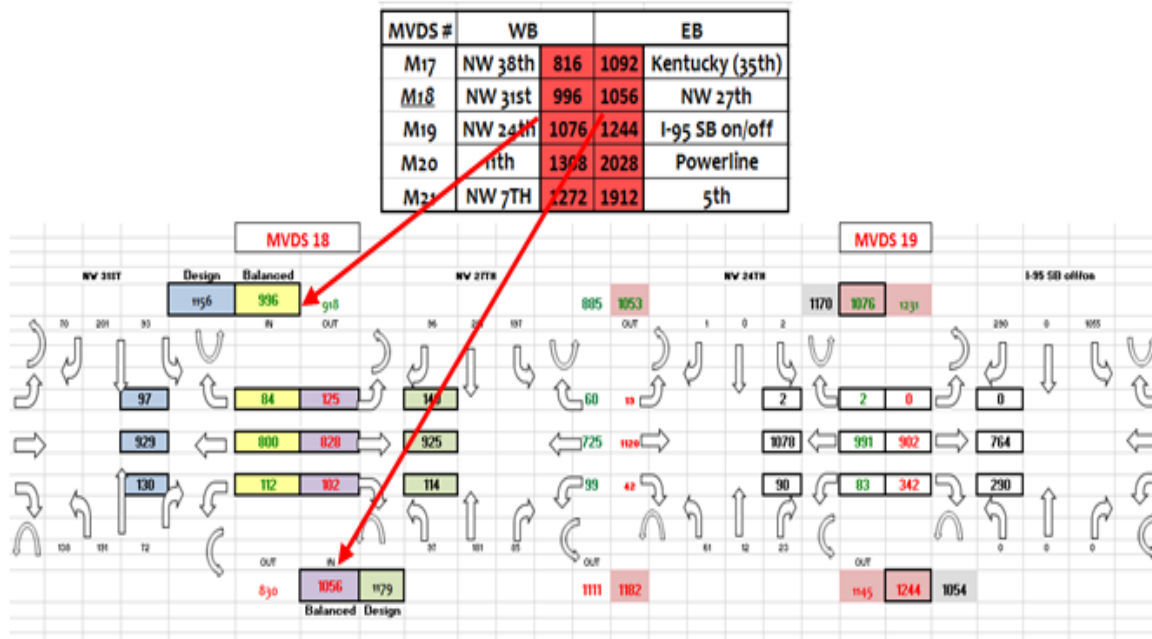 MVDS # WB EB
M17 NW 38th 816 1092 Kentucky (35th)
M18 NW 31st 996 1056 NW 27th
M19 NW 24th 1076 1244 I-95 SB on/off
M20 11th 1308 2028 Powerline
M21 NW 7TH 1272 1912 5th
MVDS 18 MVDS 19
NW 31ST Design Balanced NW 27TH NW 24TH I-95 SB off/on
1156 996 918 885 1053 1170 1076 1231
70 201 93 IN OUT 96 197 OUT 1 0 2 290 0 1055
97 84 125 140 60 19 2 2 0 0
929 800 828 925 725 1120 1078 991 902 764
130 112 102 114 99 42 90 83 342 290
138 191 72 97 181 85 61 12 23 0 0 0
OUT IN OUT OUT
830 1056 1179 1111 1182 1145 1244 1054
Balanced Design